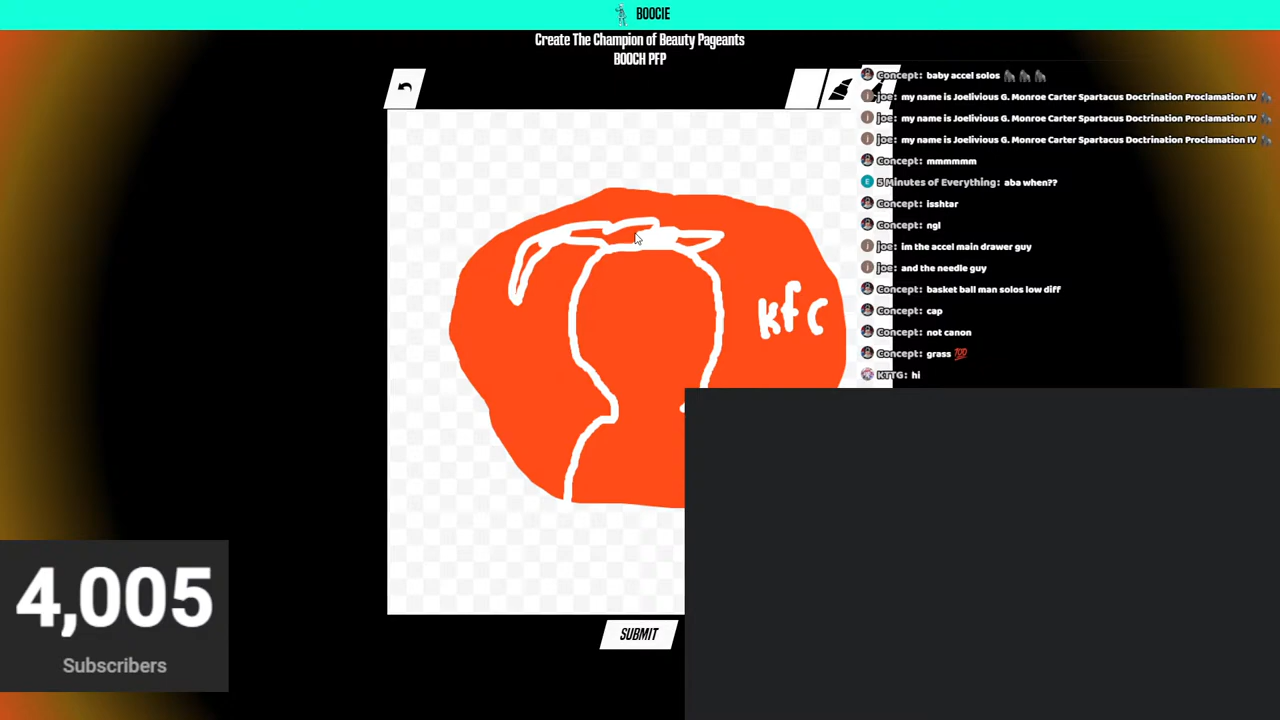 BOOCIE
Create The Champion of Beauty Pageants
BOOCH PFP
Concept: baby accel solos 🦍🦍🦍
joe: my name is Joelivious G. Monroe Carter Spartacus Doctrination Proclamation IV 🦍
joe: my name is Joelivious G. Monroe Carter Spartacus Doctrination Proclamation IV 🦍
joe: my name is Joelivious G. Monroe Carter Spartacus Doctrination Proclamation IV 🦍
Concept: mmmmmm
5 Minutes of Everything: aba when??
Concept: isshtar
Concept: ngl
joe: im the accel main drawer guy
joe: and the needle guy
Concept: basket ball man solos low diff
Concept: cap
Concept: not canon
Concept: grass 💯
KTTG: hi
kfc
4,005
Subscribers
SUBMIT